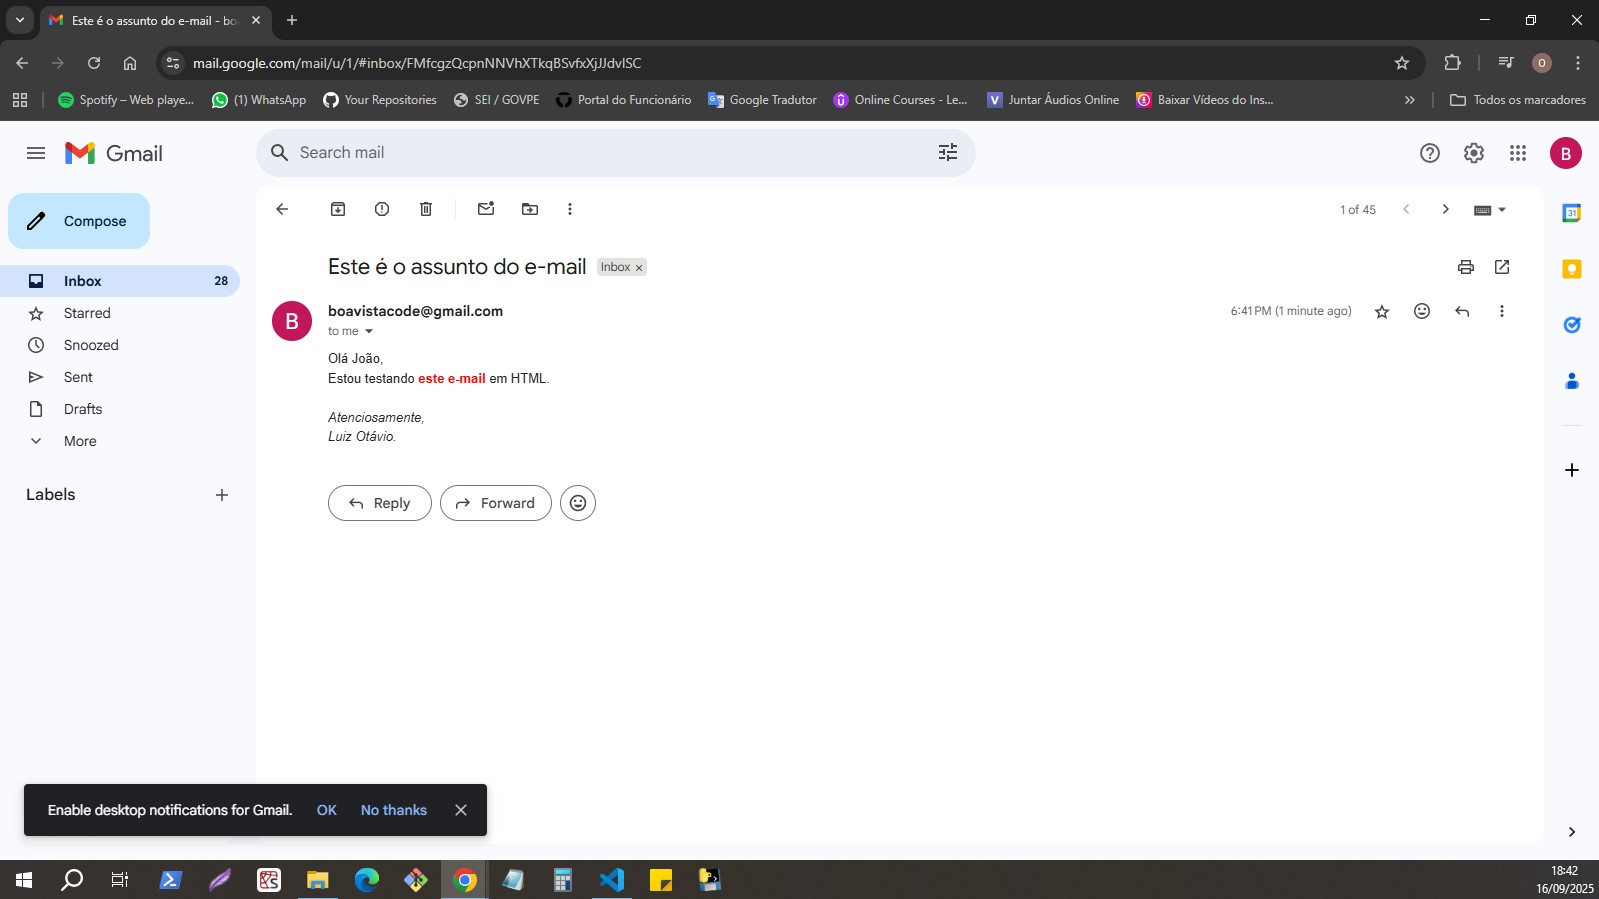 Este é o assunto do e-mail - bo
mail.google.com/mail/u/1/#inbox/FMfcgzQcpnNNVhXTkqBSvfxXjJJdvlSC
O
Spotify – Web playe...
(1) WhatsApp
Your Repositories
SEI / GOVPE
Portal do Funcionário
Google Tradutor
Online Courses - Le...
Juntar Áudios Online
Baixar Vídeos do Ins...
Todos os marcadores
Gmail
Search mail
B
Compose
1 of 45
31
Inbox 28
Starred
Snoozed
Sent
Drafts
More
Labels
Este é o assunto do e-mail Inbox ×
B
boavistacode@gmail.com
6:41 PM (1 minute ago)
to me
Olá João,
Estou testando este e-mail em HTML.
Atenciosamente,
Luiz Otávio.
Reply
Forward
Enable desktop notifications for Gmail. OK No thanks
18:42
16/09/2025